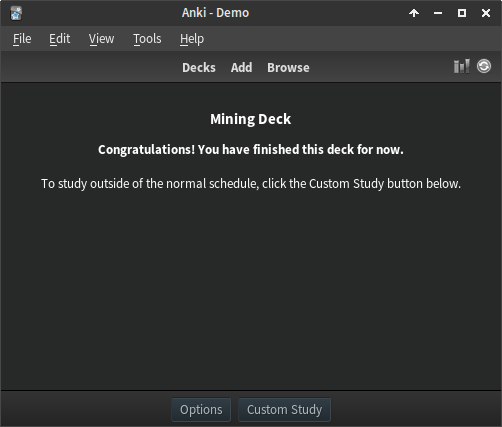 Anki - Demo
File Edit View Tools Help
Decks Add Browse
Mining Deck
Congratulations! You have finished this deck for now.
To study outside of the normal schedule, click the Custom Study button below.
Options Custom Study